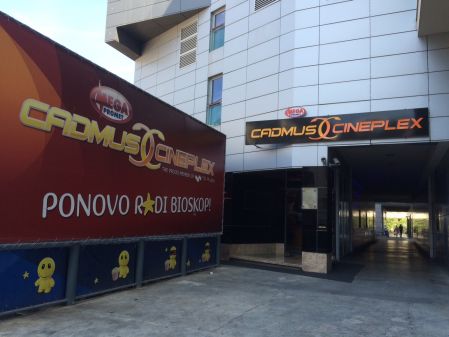 MEGA
PROMET
CADMUS CINEPLEX
PONOVO RADI BIOSKOP!
MEGA
CADMUS CINEPLEX